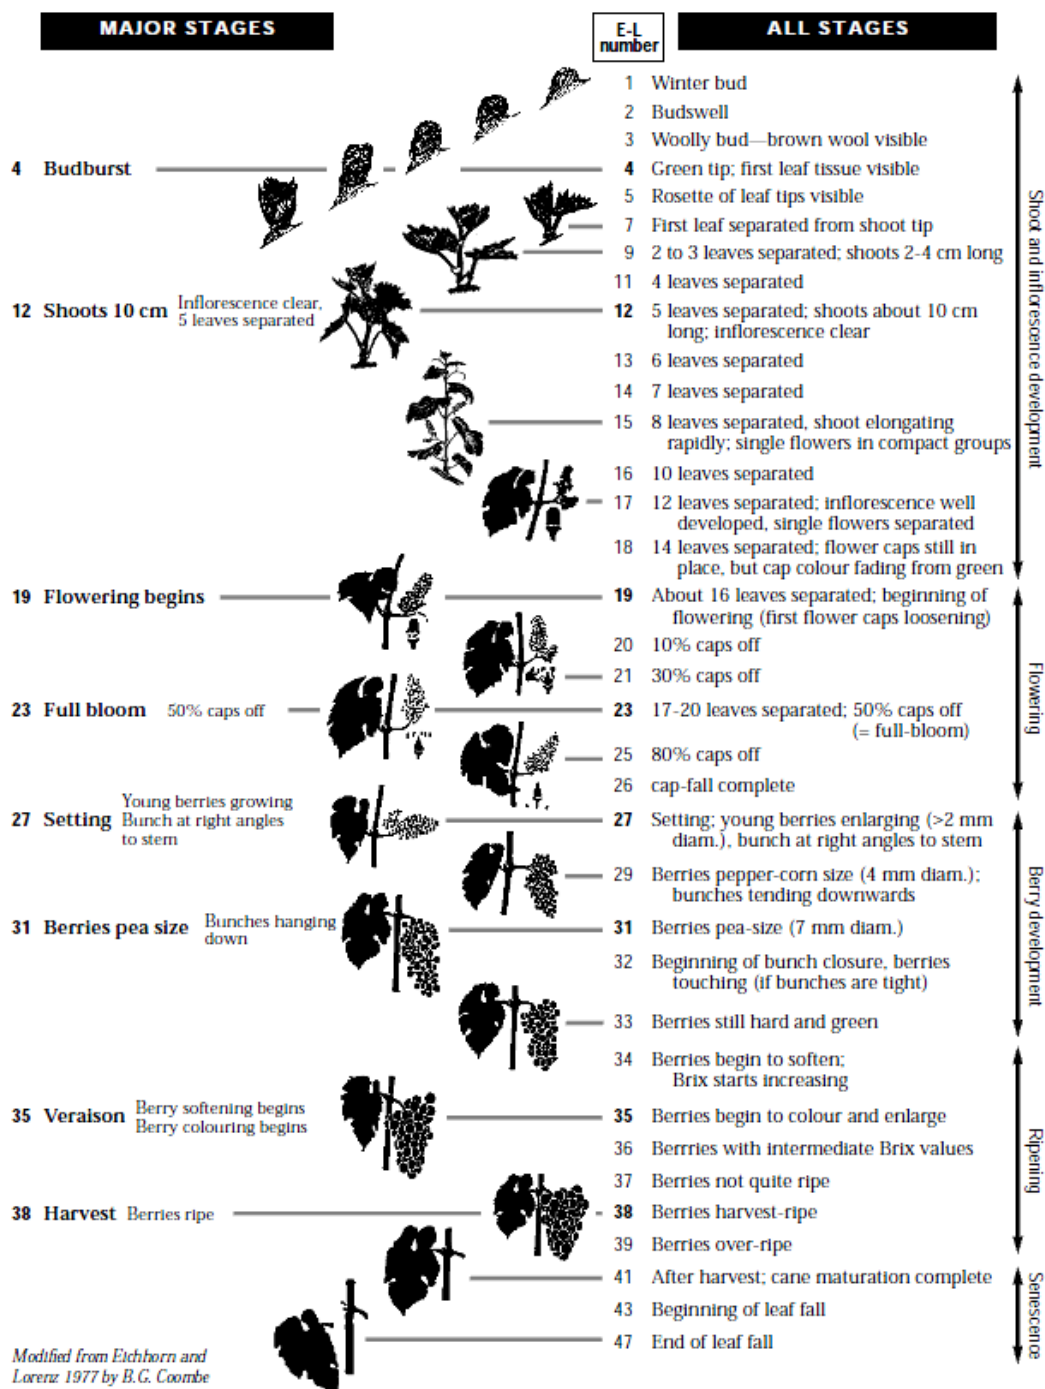 MAJOR STAGES
E-L
number
ALL STAGES
1 Winter bud
2 Budswell
3 Woolly bud—brown wool visible
4 Budburst
4 Green tip; first leaf tissue visible
5 Rosette of leaf tips visible
7 First leaf separated from shoot tip
9 2 to 3 leaves separated; shoots 2-4 cm long
11 4 leaves separated
12 Shoots 10 cm
Inflorescence clear,
5 leaves separated
12 5 leaves separated; shoots about 10 cm
long; inflorescence clear
13 6 leaves separated
14 7 leaves separated
15 8 leaves separated, shoot elongating
rapidly; single flowers in compact groups
16 10 leaves separated
17 12 leaves separated; inflorescence well
developed, single flowers separated
18 14 leaves separated; flower caps still in
place, but cap colour fading from green
Shoot and inflorescence development
19 Flowering begins
19 About 16 leaves separated; beginning of
flowering (first flower caps loosening)
20 10% caps off
21 30% caps off
23 Full bloom 50% caps off
23 17-20 leaves separated; 50% caps off
(= full-bloom)
25 80% caps off
26 cap-fall complete
Flowering
27 Setting
Young berries growing
Bunch at right angles
to stem
27 Setting; young berries enlarging (>2 mm
diam.), bunch at right angles to stem
29 Berries pepper-corn size (4 mm diam.);
bunches tending downwards
31 Berries pea size
Bunches hanging
down
31 Berries pea-size (7 mm diam.)
32 Beginning of bunch closure, berries
touching (if bunches are tight)
33 Berries still hard and green
Berry development
34 Berries begin to soften;
Brix starts increasing
35 Veraison
Berry softening begins
Berry colouring begins
35 Berries begin to colour and enlarge
36 Berrries with intermediate Brix values
37 Berries not quite ripe
38 Harvest Berries ripe
38 Berries harvest-ripe
39 Berries over-ripe
Ripening
41 After harvest; cane maturation complete
43 Beginning of leaf fall
47 End of leaf fall
Senescence
Modified from Eichhorn and
Lorenz 1977 by B.G. Coombe